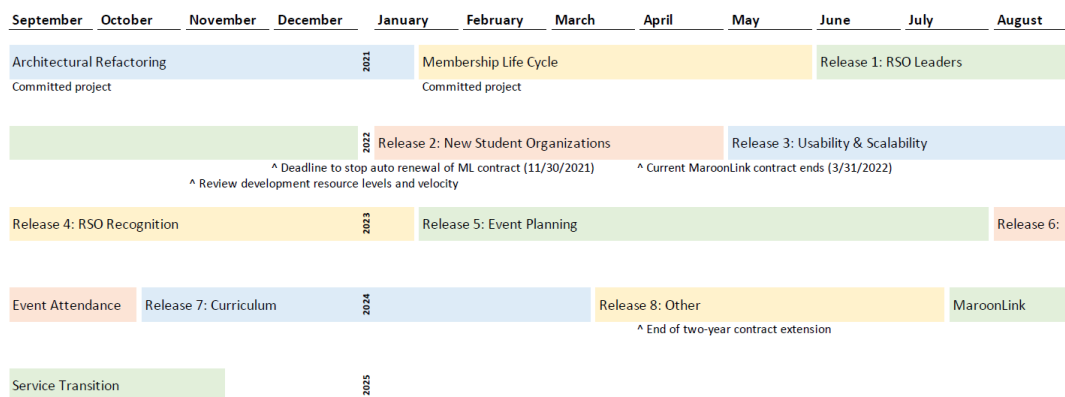 September October November December January February March April May June July August
Architectural Refactoring 2021 Membership Life Cycle Release 1: RSO Leaders
Committed project Committed project
2022 Release 2: New Student Organizations Release 3: Usability & Scalability
^ Deadline to stop auto renewal of ML contract (11/30/2021) ^ Current MaroonLink contract ends (3/31/2022)
^ Review development resource levels and velocity
Release 4: RSO Recognition 2023 Release 5: Event Planning Release 6:
Event Attendance Release 7: Curriculum 2024 Release 8: Other MaroonLink
^ End of two-year contract extension
Service Transition 2025